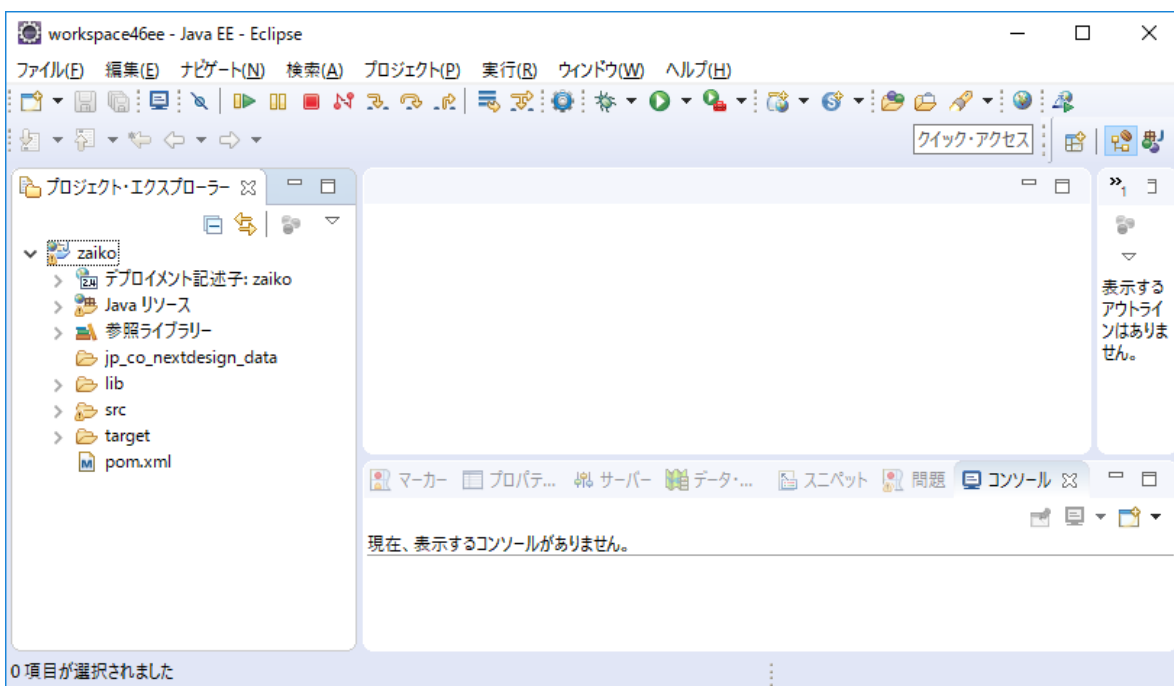 workspace46ee - Java EE - Eclipse
ファイル(F) 編集(E) ナビゲート(N) 検索(A) プロジェクト(P) 実行(R) ウィンドウ(W) ヘルプ(H)
クイック・アクセス
プロジェクト・エクスプローラー
zaiko
デプロイメント記述子: zaiko
Java リソース
参照ライブラリー
jp_co_nextdesign_data
lib
src
target
pom.xml
»1
表示する
アウトライ
ンはありま
せん。
マーカー プロパテ... サーバー データ・... スニペット 問題 コンソール
現在、表示するコンソールがありません。
0 項目が選択されました